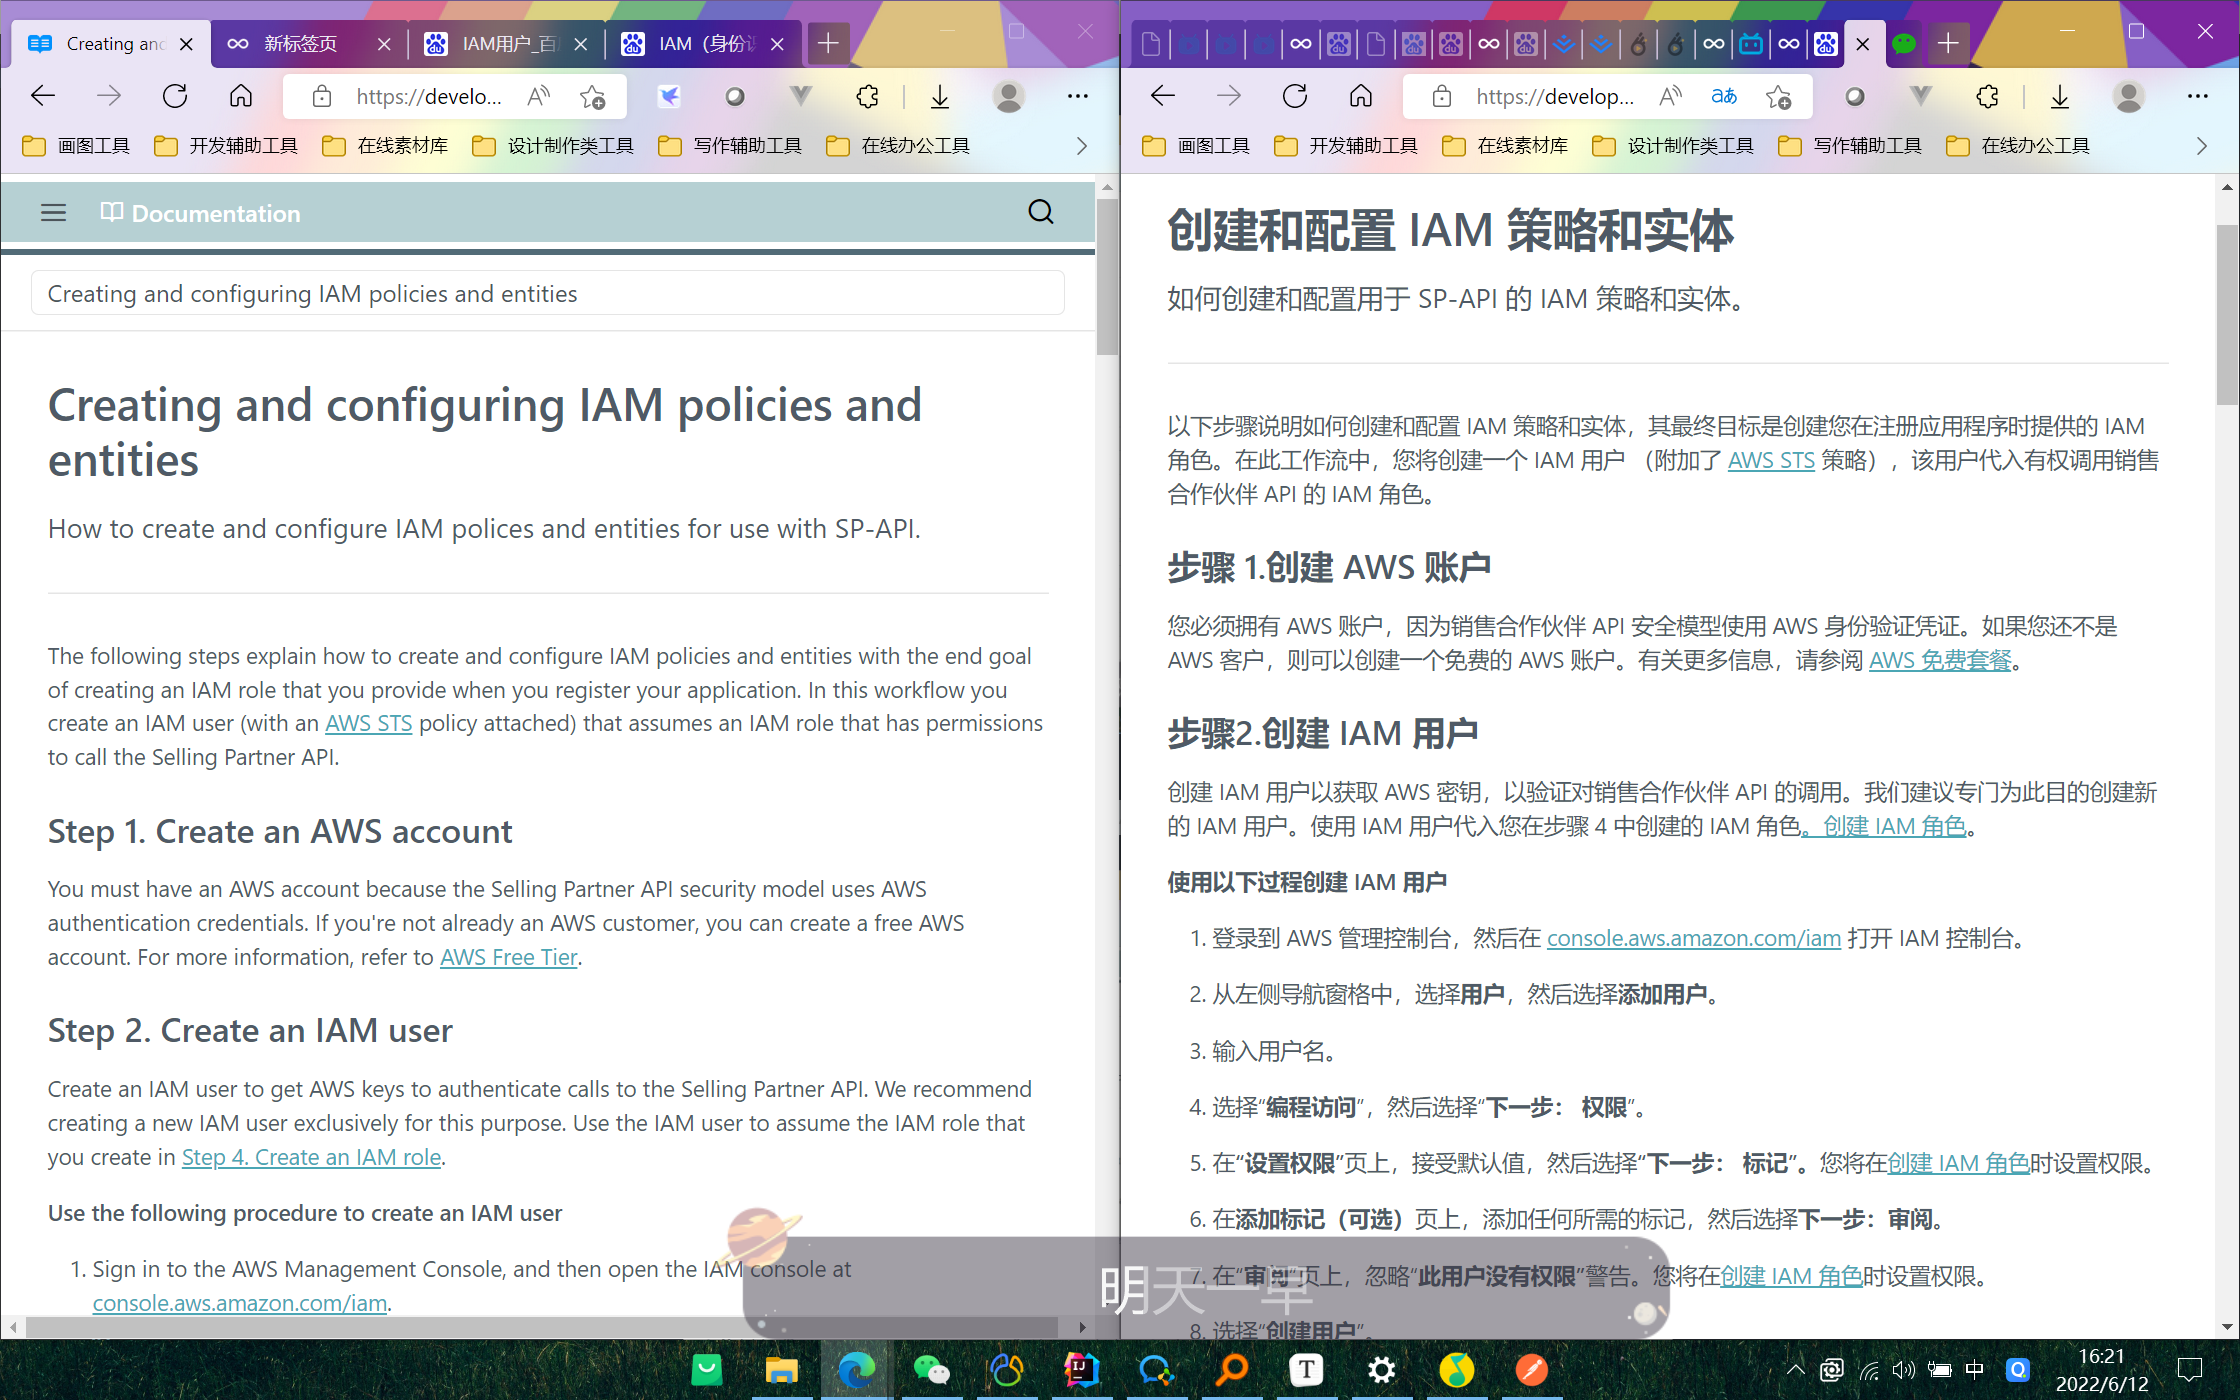 Creating and
新标签页
IAM用户_百
IAM（身份
https://develo...
画图工具
开发辅助工具
在线素材库
设计制作类工具
写作辅助工具
在线办公工具
Documentation
Creating and configuring IAM policies and entities
Creating and configuring IAM policies and
entities
How to create and configure IAM polices and entities for use with SP-API.
The following steps explain how to create and configure IAM policies and entities with the end goal
of creating an IAM role that you provide when you register your application. In this workflow you
create an IAM user (with an AWS STS policy attached) that assumes an IAM role that has permissions
to call the Selling Partner API.
Step 1. Create an AWS account
You must have an AWS account because the Selling Partner API security model uses AWS
authentication credentials. If you're not already an AWS customer, you can create a free AWS
account. For more information, refer to AWS Free Tier.
Step 2. Create an IAM user
Create an IAM user to get AWS keys to authenticate calls to the Selling Partner API. We recommend
creating a new IAM user exclusively for this purpose. Use the IAM user to assume the IAM role that
you create in Step 4. Create an IAM role.
Use the following procedure to create an IAM user
1. Sign in to the AWS Management Console, and then open the IAM console at
console.aws.amazon.com/iam.
https://develop...
画图工具
开发辅助工具
在线素材库
设计制作类工具
写作辅助工具
在线办公工具
创建和配置 IAM 策略和实体
如何创建和配置用于 SP-API 的 IAM 策略和实体。
以下步骤说明如何创建和配置 IAM 策略和实体，其最终目标是创建您在注册应用程序时提供的 IAM
角色。在此工作流中，您将创建一个 IAM 用户 （附加了 AWS STS 策略），该用户代入有权调用销售
合作伙伴 API 的 IAM 角色。
步骤 1.创建 AWS 账户
您必须拥有 AWS 账户，因为销售合作伙伴 API 安全模型使用 AWS 身份验证凭证。如果您还不是
AWS 客户，则可以创建一个免费的 AWS 账户。有关更多信息，请参阅 AWS 免费套餐。
步骤2.创建 IAM 用户
创建 IAM 用户以获取 AWS 密钥，以验证对销售合作伙伴 API 的调用。我们建议专门为此目的创建新
的 IAM 用户。使用 IAM 用户代入您在步骤 4 中创建的 IAM 角色。创建 IAM 角色。
使用以下过程创建 IAM 用户
1. 登录到 AWS 管理控制台，然后在 console.aws.amazon.com/iam 打开 IAM 控制台。
2. 从左侧导航窗格中，选择用户，然后选择添加用户。
3. 输入用户名。
4. 选择“编程访问”，然后选择“下一步： 权限”。
5. 在“设置权限”页上，接受默认值，然后选择“下一步： 标记”。您将在创建 IAM 角色时设置权限。
6. 在添加标记（可选）页上，添加任何所需的标记，然后选择下一步：审阅。
7. 在“审阅”页上，忽略“此用户没有权限”警告。您将在创建 IAM 角色时设置权限。
8. 选择“创建用户”。
明天一早
中
16:21
2022/6/12